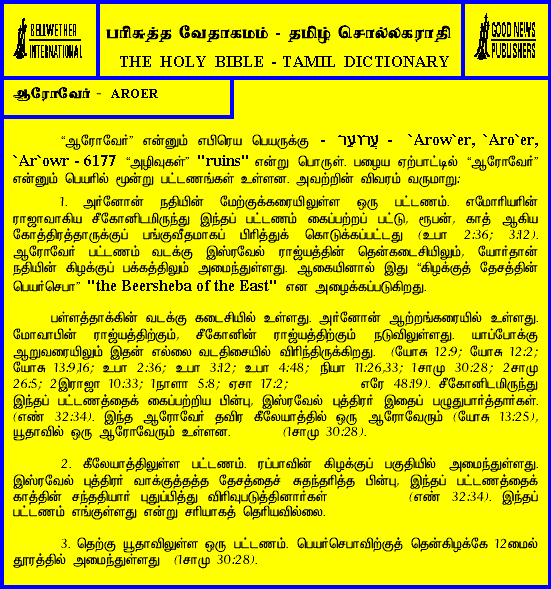 BELLWETHER
INTERNATIONAL
பரிசுத்த வேதாகமம் - தமிழ் சொல்லகராதி
THE HOLY BIBLE - TAMIL DICTIONARY
GOOD NEWS
PUBLISHERS
ஆரோவேர் - AROER
“ஆரோவேர்” என்னும் எபிரெய பெயருக்கு - ערוער - `Arow`er, `Aro`er,
`Ar`owr - 6177 “அழிவுகள்” "ruins" என்று பொருள். பழைய ஏற்பாட்டில் “ஆரோவேர்”
என்னும் பெயரில் மூன்று பட்டணங்கள் உள்ளன. அவற்றின் விவரம் வருமாறு:
1. அர்னோன் நதியின் மேற்குக்கரையிலுள்ள ஒரு பட்டணம். எமோரியரின்
ராஜாவாகிய சீகோனிடமிருந்து இந்தப் பட்டணம் கைப்பற்றப் பட்டு, ரூபன், காத் ஆகிய
கோத்திரத்தாருக்குப் பங்குவீதமாகப் பிரித்துக் கொடுக்கப்பட்டது (உபா 2:36; 3:12).
ஆரோவேர் பட்டணம் வடக்கு இஸ்ரவேல் ராஜ்யத்தின் தென்கடைசியிலும், யோர்தான்
நதியின் கிழக்குப் பக்கத்திலும் அமைந்துள்ளது. ஆகையினால் இது “கிழக்குத் தேசத்தின்
பெயர்செபா” "the Beersheba of the East" என அழைக்கப்படுகிறது.
பள்ளத்தாக்கின் வடக்கு கடைசியில் உள்ளது. அர்னோன் ஆற்றங்கரையில் உள்ளது.
மோவாபின் ராஜ்யத்திற்கும், சீகோனின் ராஜ்யத்திற்கும் நடுவிலுள்ளது. யாப்போக்கு
ஆறுவரையிலும் இதன் எல்லை வடதிசையில் விரிந்திருக்கிறது. (யோசு 12:9; யோசு 12:2;
யோசு 13:9,16; உபா 2:36; உபா 3:12; உபா 4:48; நியா 11:26,33; 1சாமு 30:28; 2சாமு
26:5; 2இராஜா 10:33; 1நாளா 5:8; ஏசா 17:2; எரே 48:19). சீகோனிடமிருந்து
இந்தப் பட்டணத்தைக் கைப்பற்றிய பின்பு, இஸ்ரவேல் புத்திரர் இதைப் பழுதுபார்த்தார்கள்.
(எண் 32:34). இந்த ஆரோவேர் தவிர கீலேயாத்தில் ஒரு ஆரோவேரும் (யோசு 13:25),
யூதாவில் ஒரு ஆரோவேரும் உள்ளன. (1சாமு 30:28).
2. கீலேயாத்திலுள்ள பட்டணம். ரப்பாவின் கிழக்குப் பகுதியில் அமைந்துள்ளது.
இஸ்ரவேல் புத்திரர் வாக்குத்தத்த தேசத்தைச் சுதந்தரித்த பின்பு, இந்தப் பட்டணத்தைக்
காத்தின் சந்ததியார் புதுப்பித்து விரிவுபடுத்தினார்கள் (எண் 32:34). இந்தப்
பட்டணம் எங்குள்ளது என்று சரியாகத் தெரியவில்லை.
3. தெற்கு யூதாவிலுள்ள ஒரு பட்டணம். பெயர்செபாவிற்குத் தென்கிழக்கே 12மைல்
தூரத்தில் அமைந்துள்ளது (1சாமு 30:28).